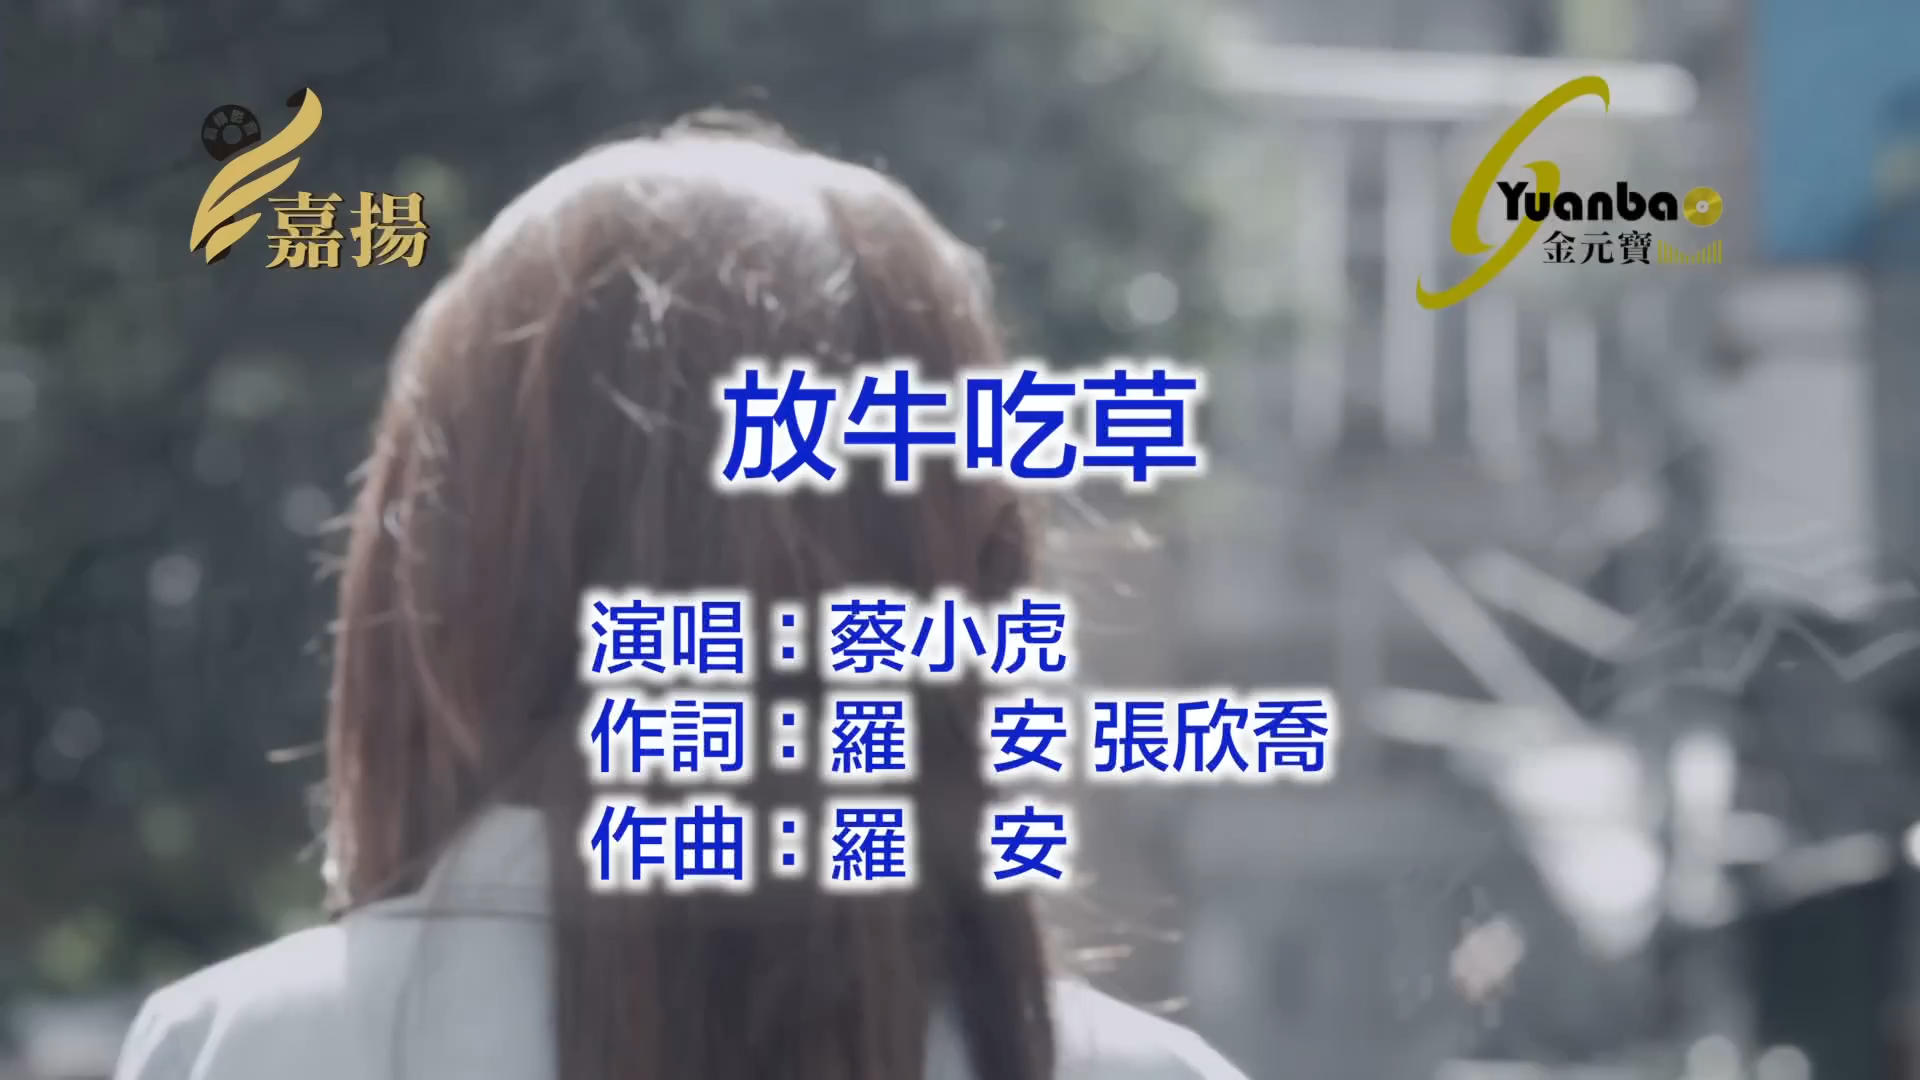 嘉揚
Yuanbao
金元寶
放牛吃草
演唱：蔡小虎
作詞：羅　安 張欣喬
作曲：羅　安